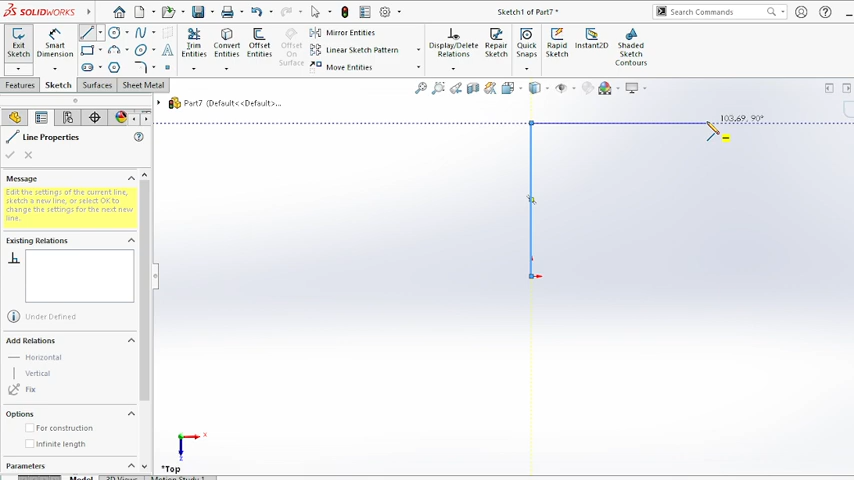 SOLIDWORKS
Sketch1 of Part7 *
Search Commands
Exit Sketch
Smart Dimension
Trim Entities
Convert Entities
Offset Entities
Offset On Surface
Mirror Entities
Linear Sketch Pattern
Move Entities
Display/Delete Relations
Repair Sketch
Quick Snaps
Rapid Sketch
Instant2D
Shaded Sketch Contours
Features
Sketch
Surfaces
Sheet Metal
Part7 (Default<<Default>...
Line Properties
103.69, 90°
Message
Edit the settings of the current line,
sketch a new line, or select OK to
change the settings for the next new
line.
Existing Relations
Under Defined
Add Relations
Horizontal
Vertical
Fix
Options
For construction
Infinite length
Parameters
x
z
*Top
Model
3D Views
Motion Study 1